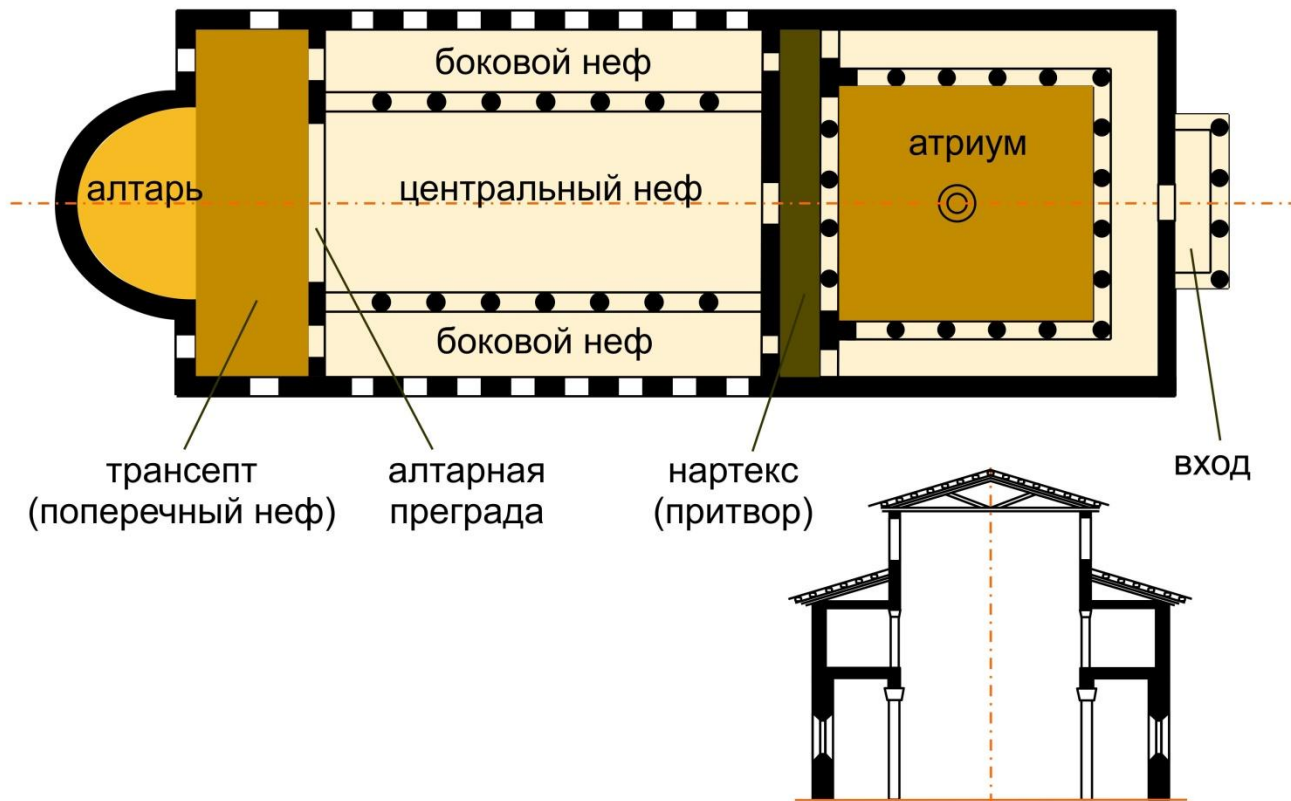 боковой неф
атриум
алтарь
центральный неф
боковой неф
трансепт
(поперечный неф)
алтарная
преграда
нартекс
(притвор)
вход